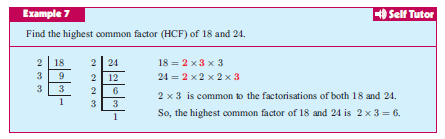 Example 7
Self Tutor
Find the highest common factor (HCF) of 18 and 24.
2 18 2 24 18 = 2 × 3 × 3
3 9 2 12 24 = 2 × 2 × 2 × 3
3 3 2 6 2 × 3 is common to the factorisations of both 18 and 24.
1 3 3
1 So, the highest common factor of 18 and 24 is 2 × 3 = 6.